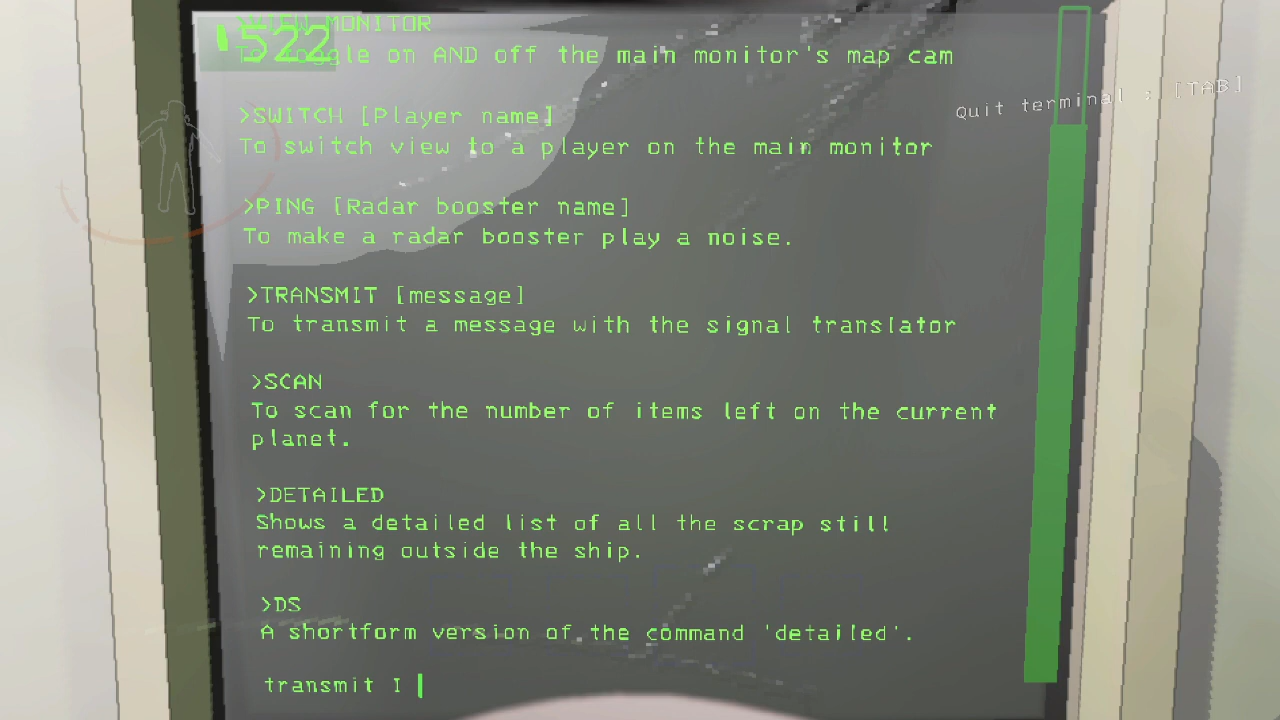 >VIEW MONITOR
To toggle on AND off the main monitor's map cam
522
Quit terminal : [TAB]
>SWITCH [Player name]
To switch view to a player on the main monitor
>PING [Radar booster name]
To make a radar booster play a noise.
>TRANSMIT [message]
To transmit a message with the signal translator
>SCAN
To scan for the number of items left on the current
planet.
>DETAILED
Shows a detailed list of all the scrap still
remaining outside the ship.
>DS
A shortform version of the command 'detailed'.
transmit I